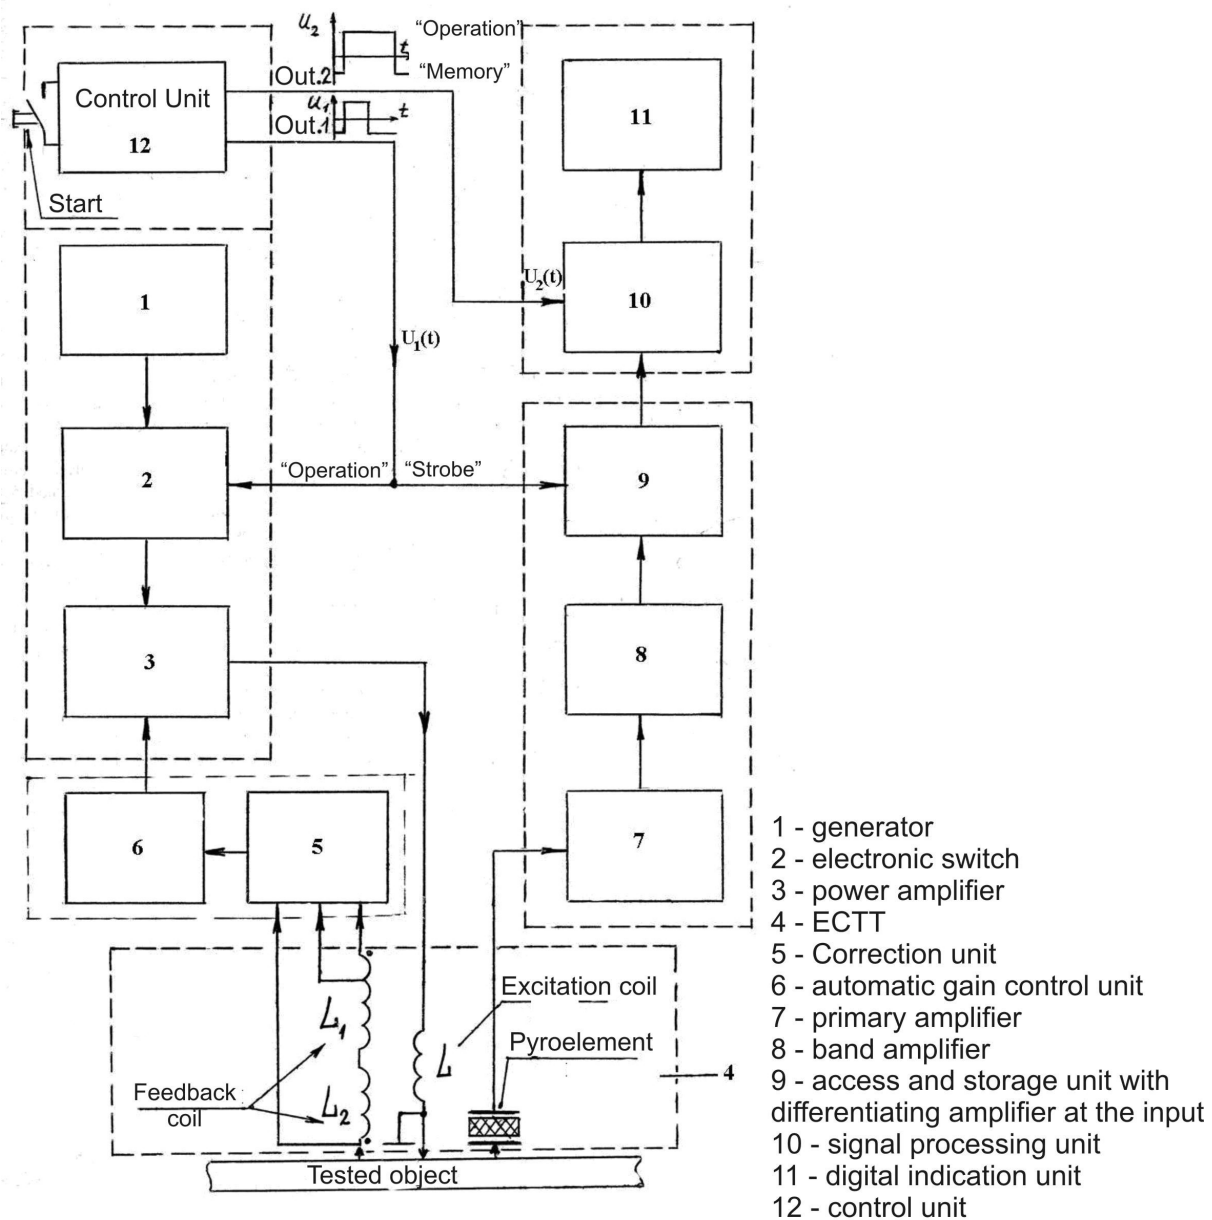 u₂
"Operation"
t
Out.2
"Memory"
Control Unit
12
u₁
t
Out.1
Start
11
1
U₂(t)
10
U₁(t)
2
"Operation"
"Strobe"
9
3
8
6
5
7
L₁
L₂
L
Excitation coil
Pyroelement
4
Feedback
coil
Tested object
1 - generator
2 - electronic switch
3 - power amplifier
4 - ECTT
5 - Correction unit
6 - automatic gain control unit
7 - primary amplifier
8 - band amplifier
9 - access and storage unit with
differentiating amplifier at the input
10 - signal processing unit
11 - digital indication unit
12 - control unit